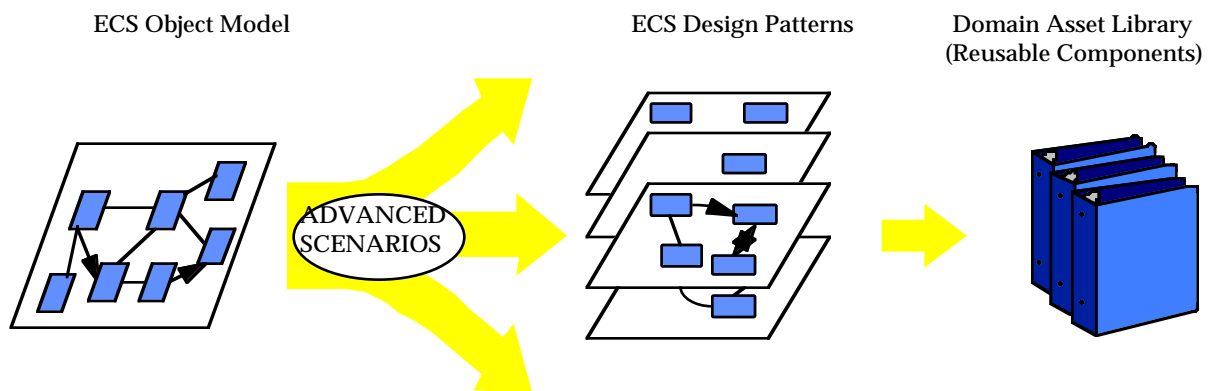 ECS Object Model
ECS Design Patterns
Domain Asset Library
(Reusable Components)
ADVANCED
SCENARIOS